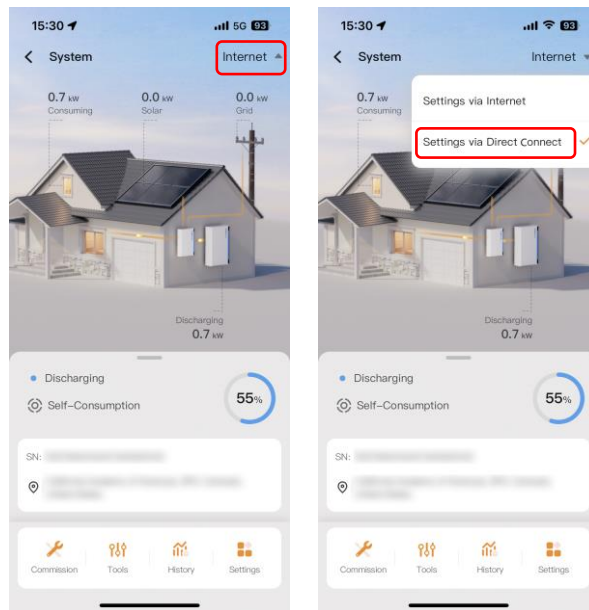 15:30
5G 93
System
Internet
0.7 kW
Consuming
0.0 kW
Solar
0.0 kW
Grid
Discharging
0.7 kW
Discharging
Self-Consumption
55%
SN:
Commission
Tools
History
Settings
15:30
93
System
Internet
0.7 kW
Consuming
Settings via Internet
Settings via Direct Connect
Discharging
0.7 kW
Discharging
Self-Consumption
55%
SN:
Commission
Tools
History
Settings